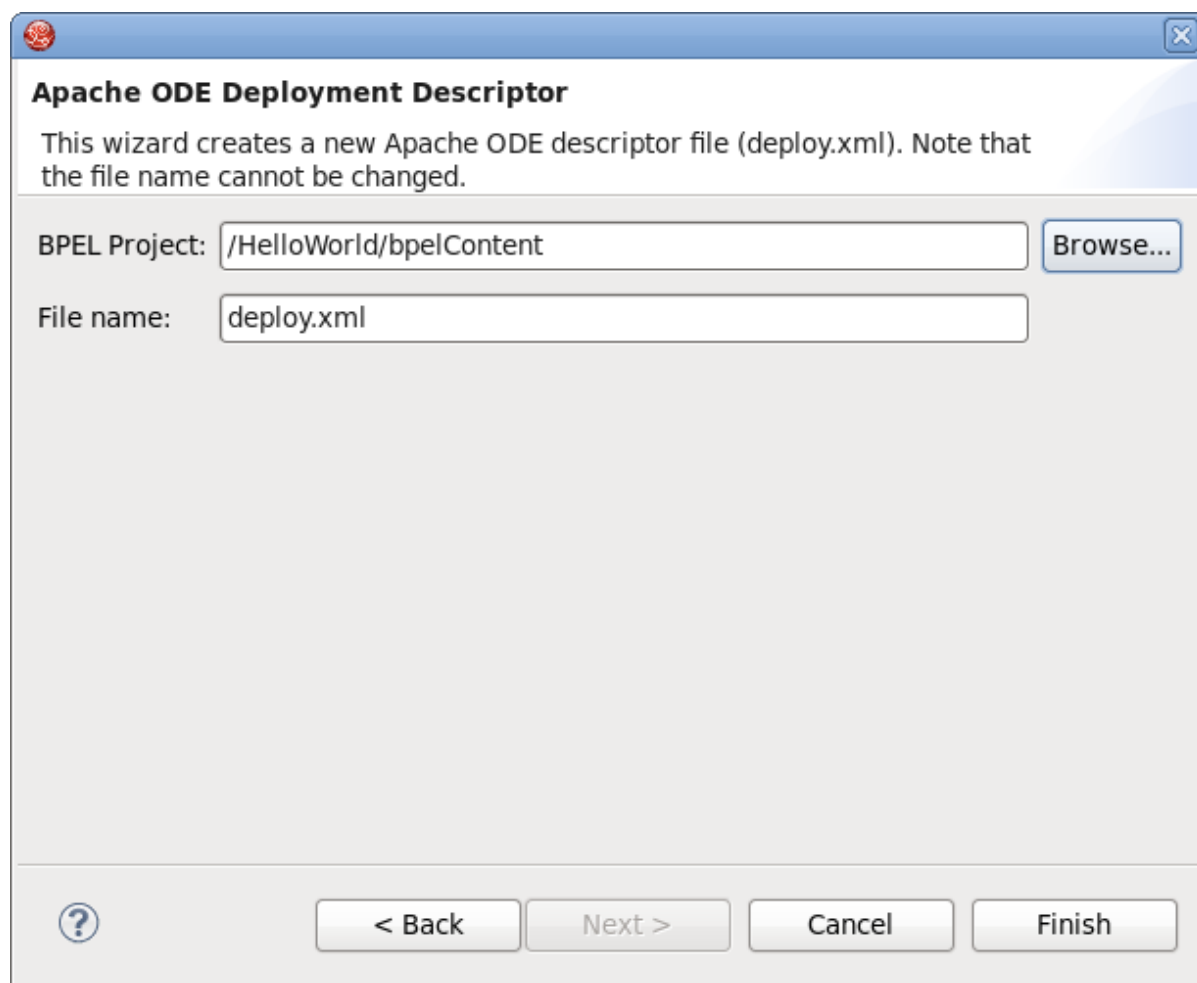 Apache ODE Deployment Descriptor
This wizard creates a new Apache ODE descriptor file (deploy.xml). Note that
the file name cannot be changed.
BPEL Project: /HelloWorld/bpelContent Browse...
File name: deploy.xml
? < Back Next > Cancel Finish